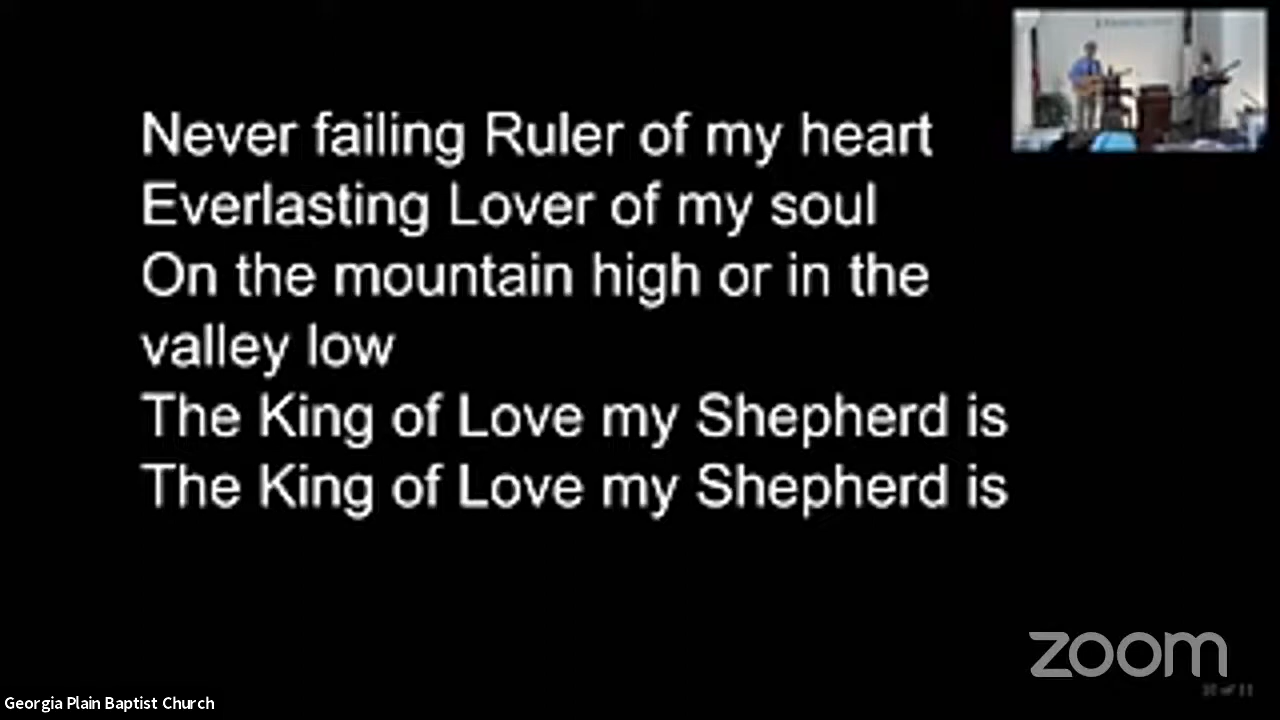 Never failing Ruler of my heart
Everlasting Lover of my soul
On the mountain high or in the
valley low
The King of Love my Shepherd is
The King of Love my Shepherd is
zoom
Georgia Plain Baptist Church